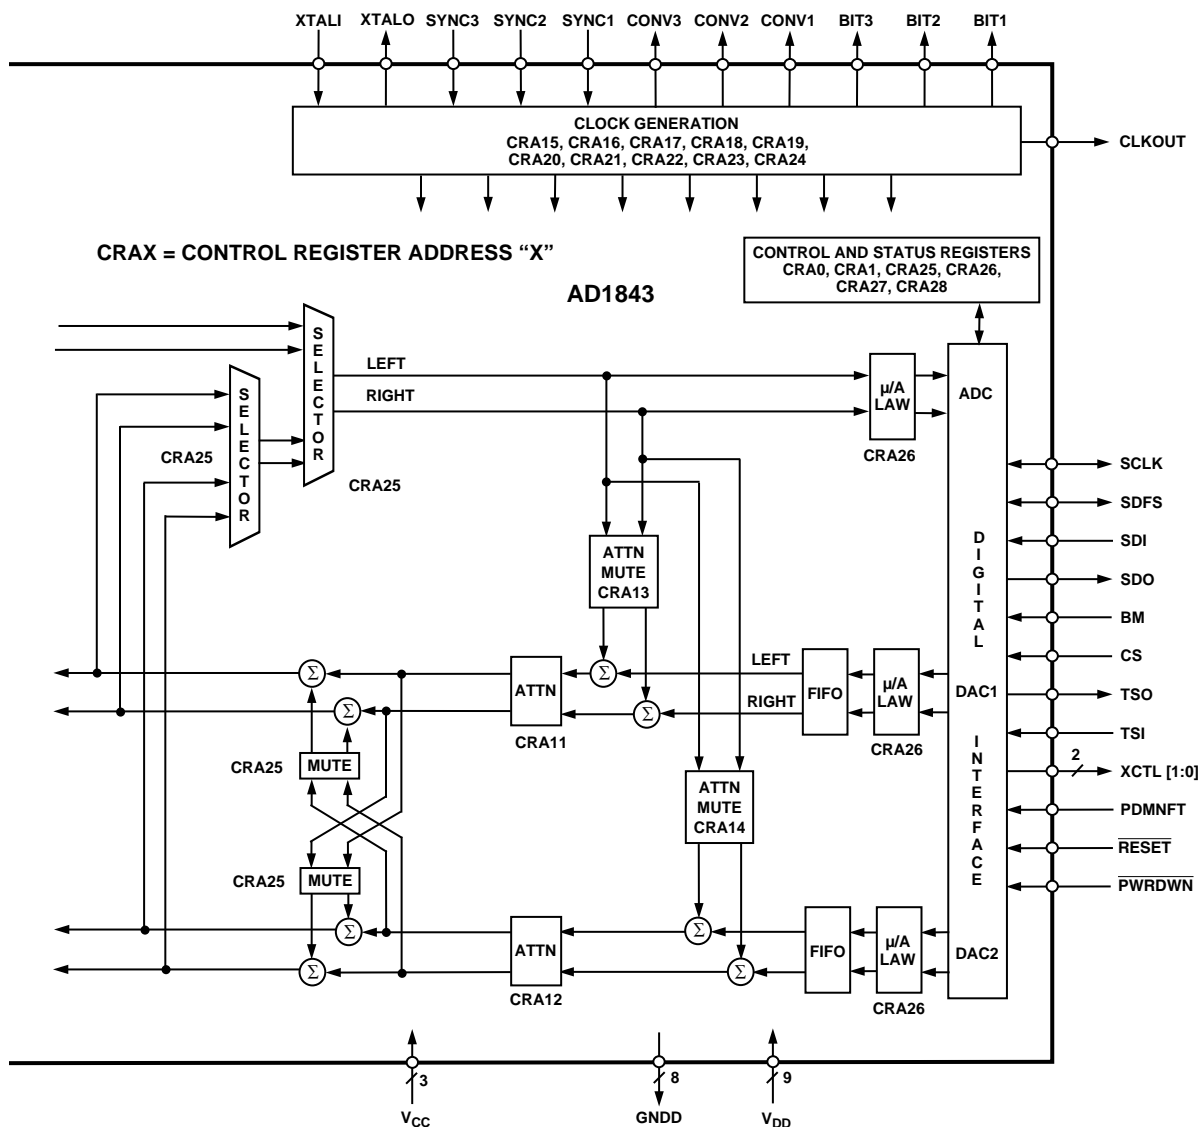 XTALI XTALO SYNC3 SYNC2 SYNC1 CONV3 CONV2 CONV1 BIT3 BIT2 BIT1
CLOCK GENERATION
CRA15, CRA16, CRA17, CRA18, CRA19,
CRA20, CRA21, CRA22, CRA23, CRA24
CLKOUT
CRAX = CONTROL REGISTER ADDRESS “X”
CONTROL AND STATUS REGISTERS
CRA0, CRA1, CRA25, CRA26,
CRA27, CRA28
AD1843
SELECTOR
CRA25
SELECTOR
CRA25
LEFT
RIGHT
µ/A
LAW
CRA26
ADC
DIGITAL
DAC1
INTERFACE
DAC2
SCLK
SDFS
SDI
SDO
BM
CS
TSO
TSI
2
XCTL [1:0]
PDMNFT
RESET
PWRDWN
ATTN
MUTE
CRA13
Σ
Σ
ATTN
CRA11
Σ
Σ
LEFT
RIGHT
FIFO
µ/A
LAW
CRA26
CRA25
MUTE
ATTN
MUTE
CRA14
CRA25
MUTE
Σ
Σ
ATTN
CRA12
Σ
Σ
FIFO
µ/A
LAW
CRA26
3
VCC
8
GNDD
9
VDD